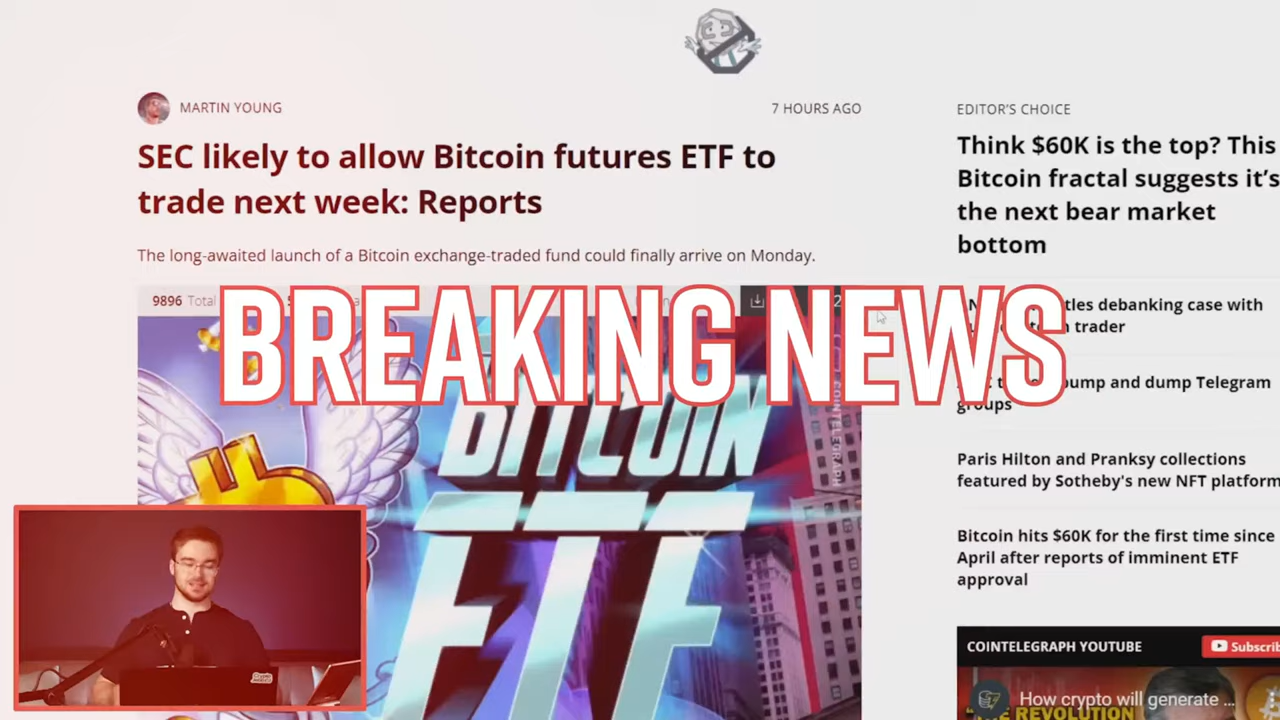 MARTIN YOUNG
7 HOURS AGO
SEC likely to allow Bitcoin futures ETF to
trade next week: Reports
The long-awaited launch of a Bitcoin exchange-traded fund could finally arrive on Monday.
9896 Total
BREAKING NEWS
BITCOIN
ETF
COINTELEGRAPH
EDITOR'S CHOICE
Think $60K is the top? This
Bitcoin fractal suggests it's
the next bear market
bottom
debanking case with
trader
pump and dump Telegram
groups
Paris Hilton and Pranksy collections
featured by Sotheby's new NFT platform
Bitcoin hits $60K for the first time since
April after reports of imminent ETF
approval
COINTELEGRAPH YOUTUBE
Subscrib
How crypto will generate ...
THE REVOLUTION